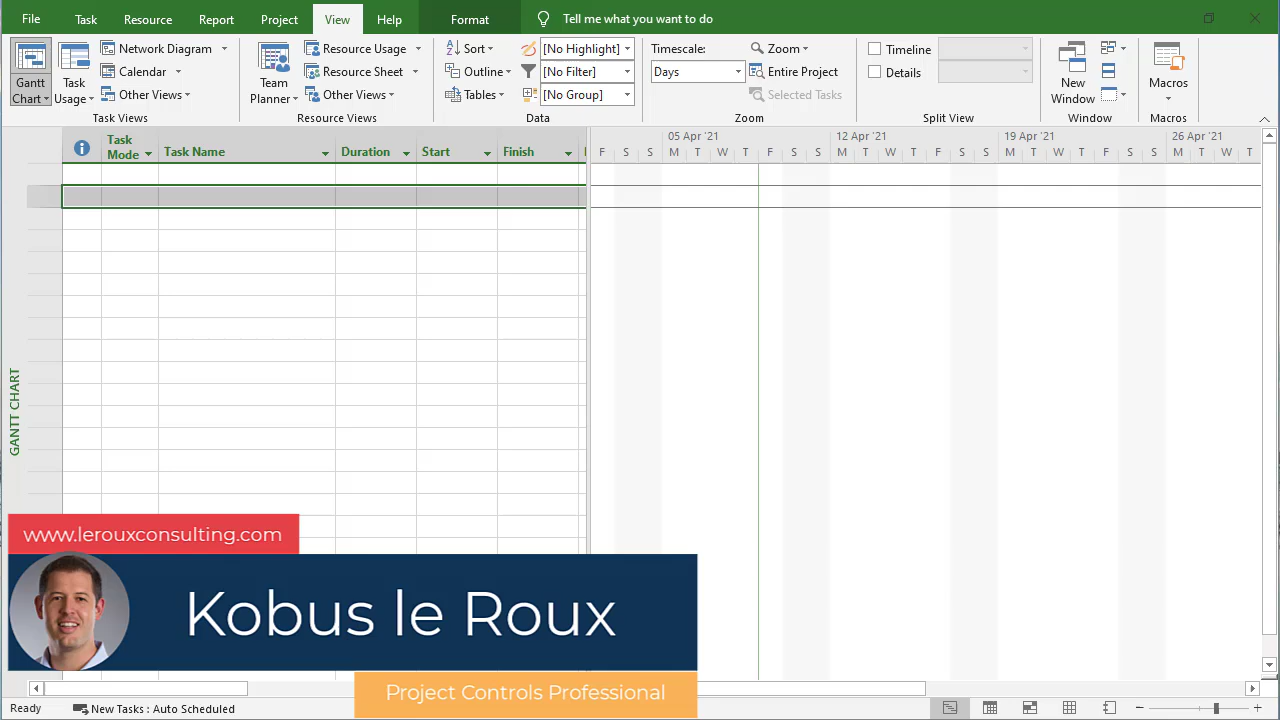 File Task Resource Report Project View Help Format Tell me what you want to do
Gantt Chart
Task Usage
Network Diagram
Calendar
Other Views
Task Views
Team Planner
Resource Usage
Resource Sheet
Other Views
Resource Views
Sort
Outline
Tables
[No Highlight]
[No Filter]
[No Group]
Data
Timescale:
Days
Zoom
Entire Project
Selected Tasks
Zoom
Timeline
Details
Split View
New Window
Window
Macros
Macros
Task Mode Task Name Duration Start Finish
05 Apr '21 12 Apr '21 19 Apr '21 26 Apr '21
F S S M T W T F S S M T W T F S S M T W T F S S M T W T
GANTT CHART
www.lerouxconsulting.com
Kobus le Roux
Project Controls Professional
Ready New Tasks : Auto Scheduled